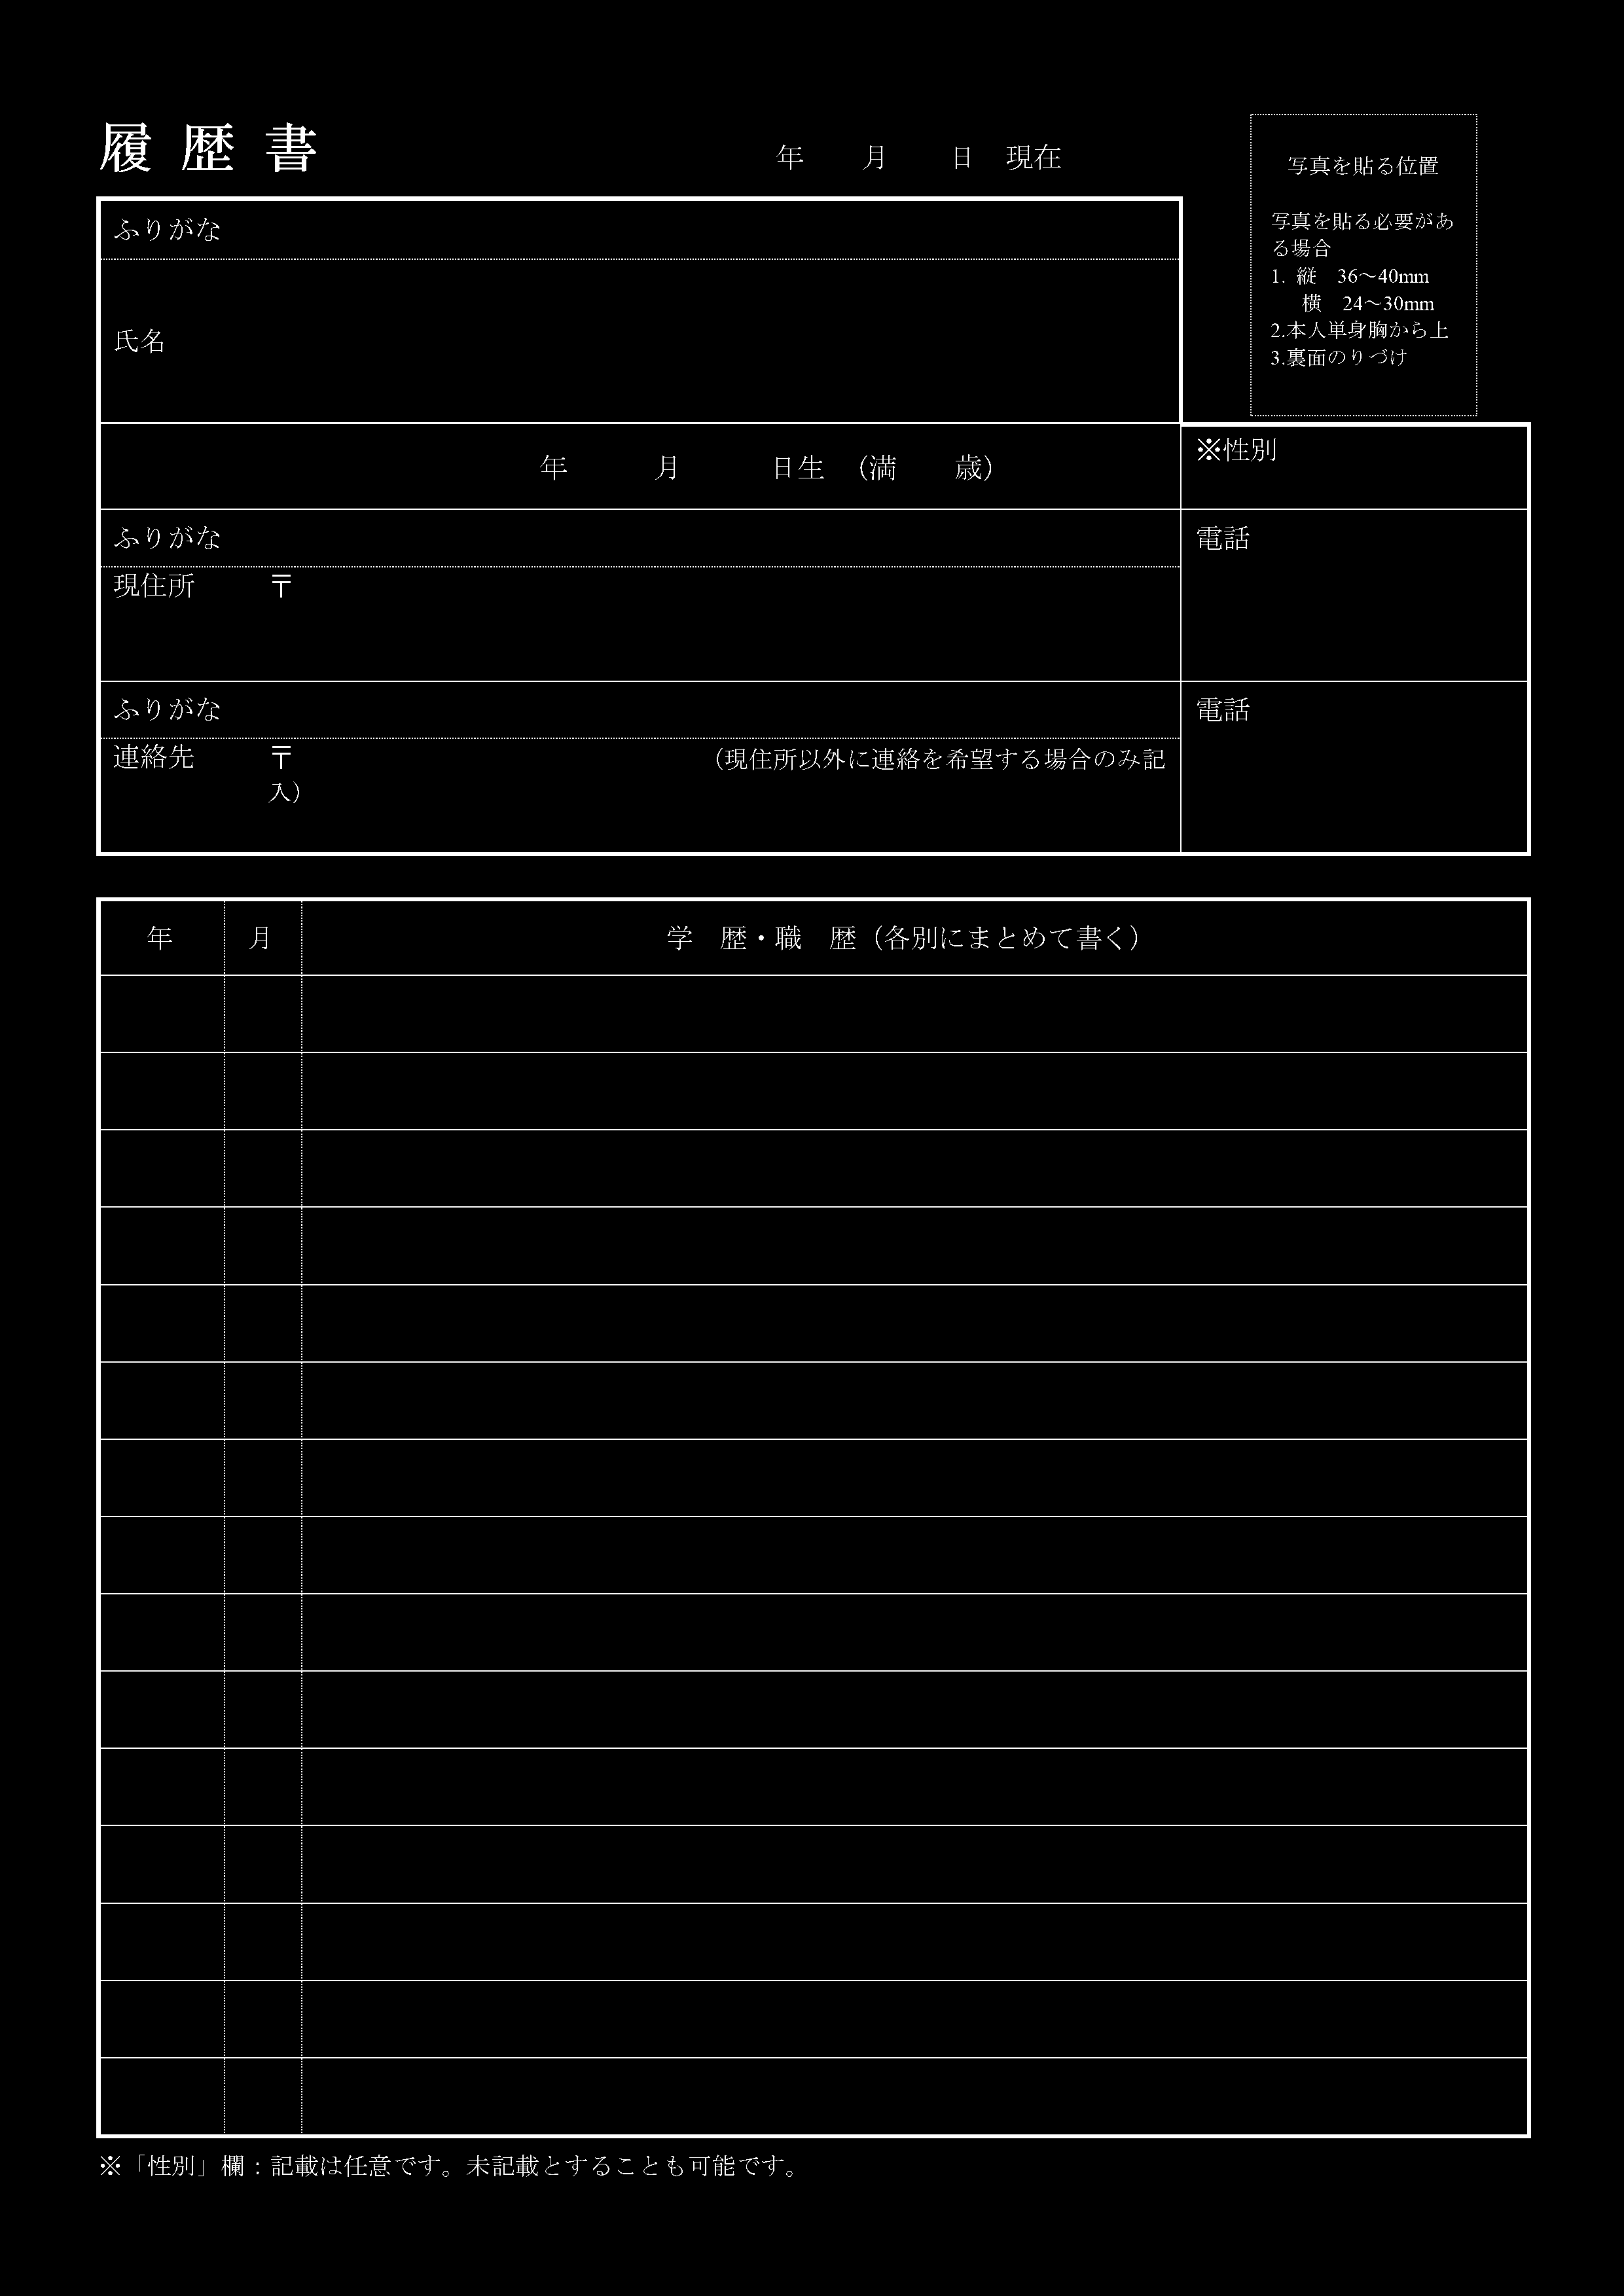 履 歴 書
年 月 日 現在
写真を貼る位置
写真を貼る必要があ
る場合
1. 縦 36～40mm
横 24～30mm
2.本人単身胸から上
3.裏面のりづけ
ふりがな
氏名
年 月 日生 （満 歳）
※性別
ふりがな
電話
現住所 〒
ふりがな
電話
連絡先 〒 （現住所以外に連絡を希望する場合のみ記
入）
年 月 学 歴・職 歴（各別にまとめて書く）
※「性別」欄：記載は任意です。未記載とすることも可能です。